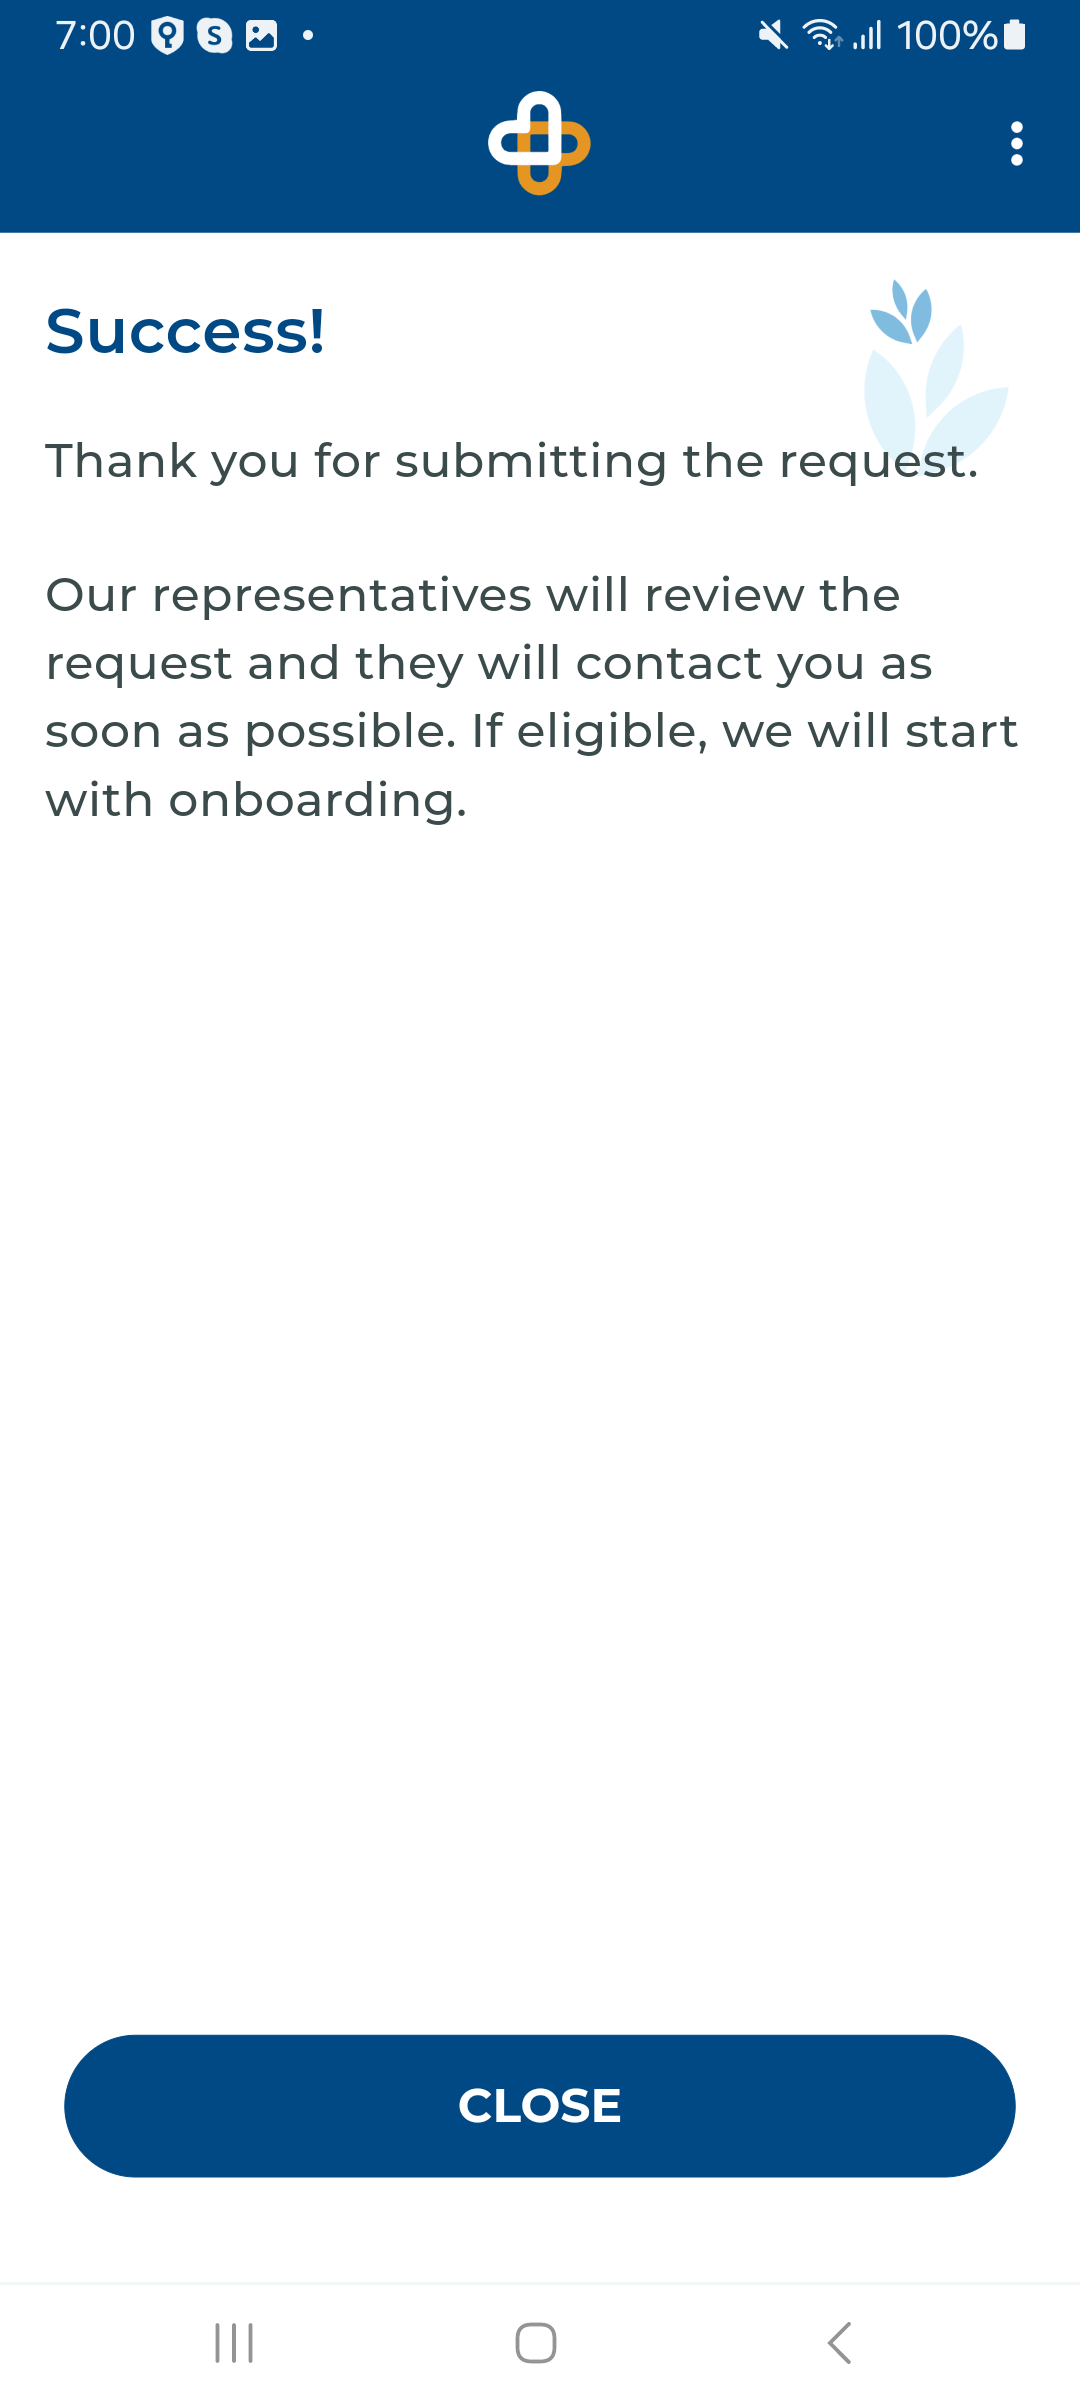 7:00
100%
Success!
Thank you for submitting the request.
Our representatives will review the
request and they will contact you as
soon as possible. If eligible, we will start
with onboarding.
CLOSE